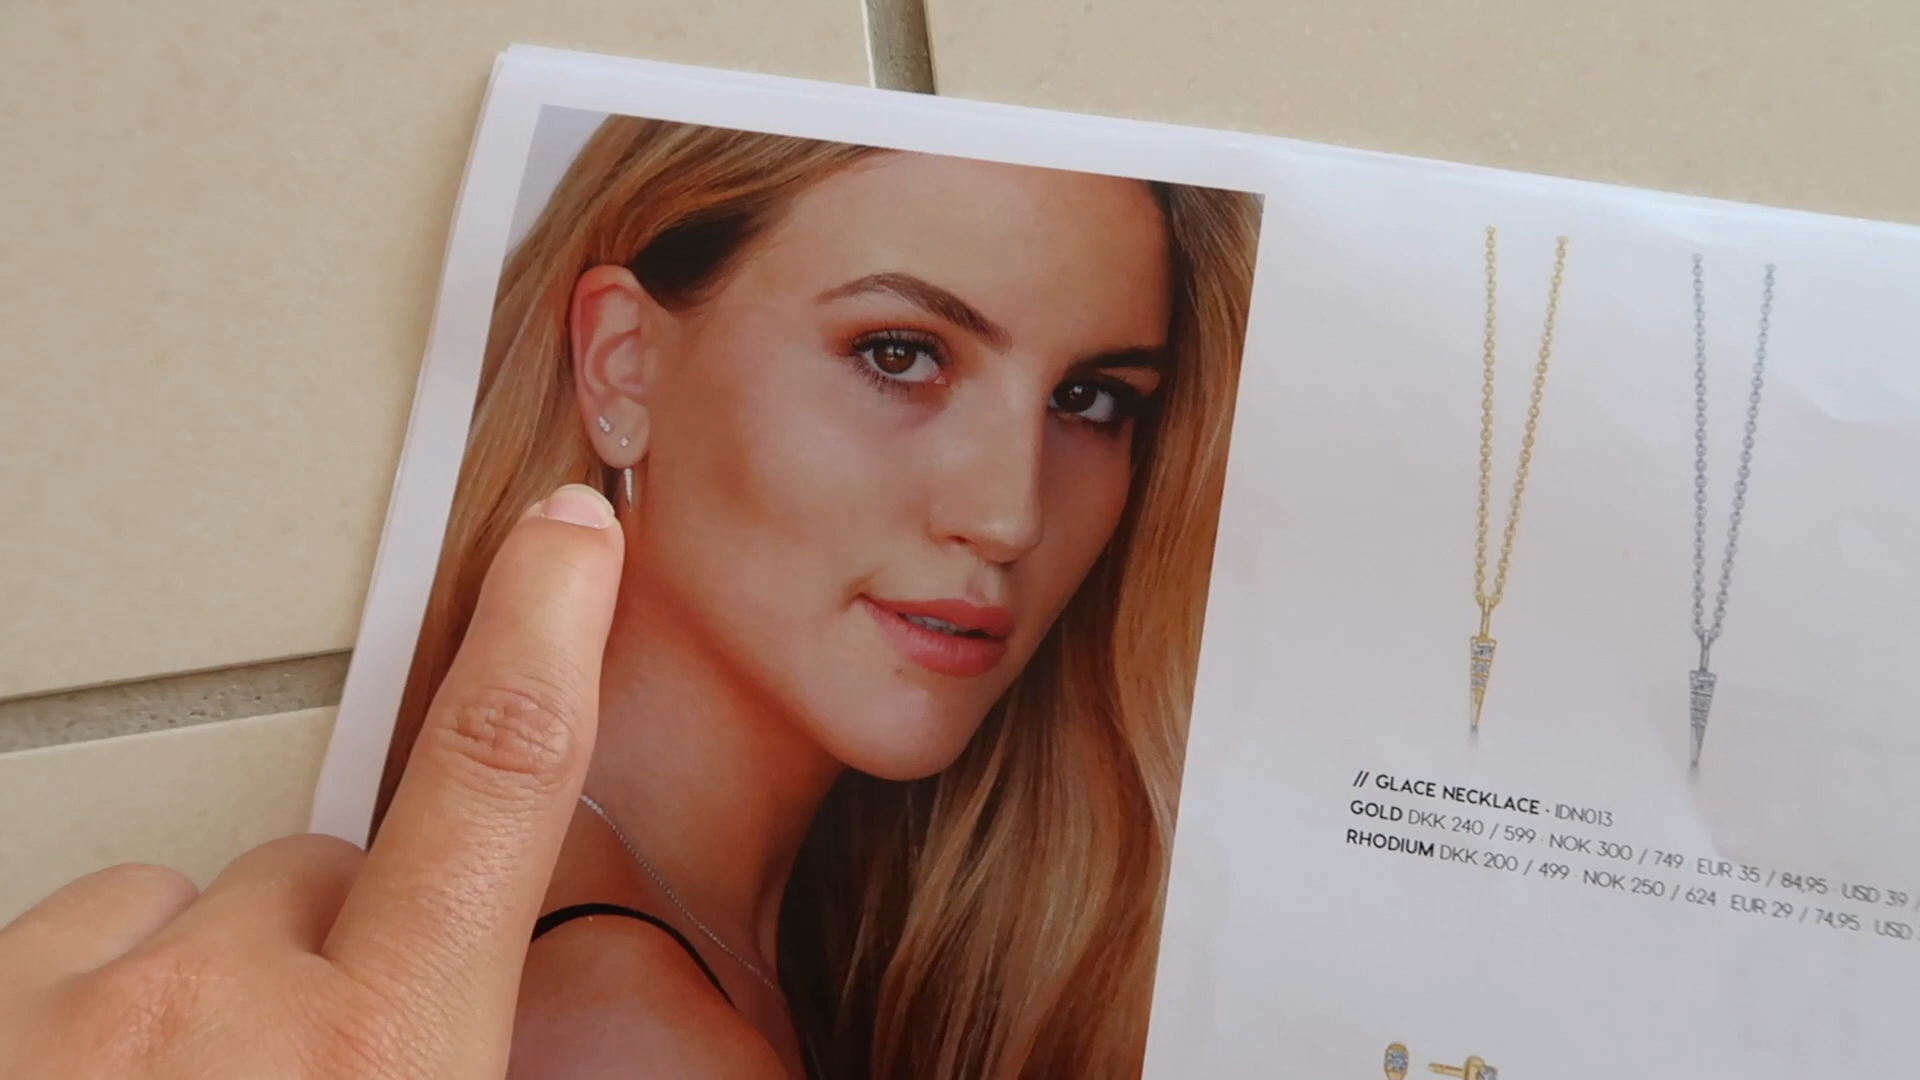 // GLACE NECKLACE · IDN013
GOLD DKK 240 / 599 · NOK 300 / 749 · EUR 35 / 84,95 · USD 39 /
RHODIUM DKK 200 / 499 · NOK 250 / 624 · EUR 29 / 74,95 · USD